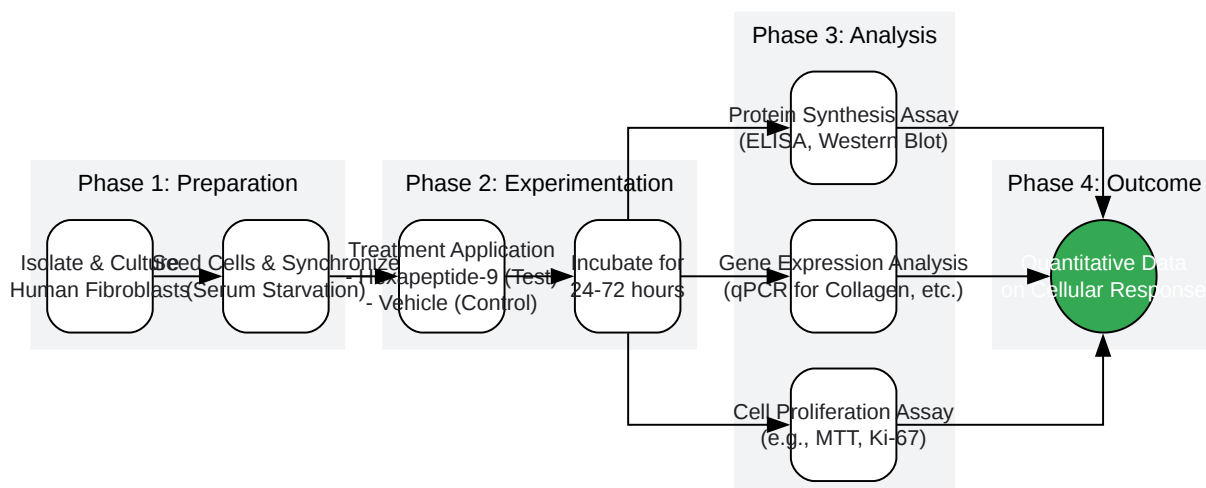 Phase 1: Preparation
Isolate & Culture
Human Fibroblasts
Seed Cells & Synchronize
(Serum Starvation)
Phase 2: Experimentation
Treatment Application
- Hexapeptide-9 (Test)
- Vehicle (Control)
Incubate for
24-72 hours
Phase 3: Analysis
Protein Synthesis Assay
(ELISA, Western Blot)
Gene Expression Analysis
(qPCR for Collagen, etc.)
Cell Proliferation Assay
(e.g., MTT, Ki-67)
Phase 4: Outcome
Quantitative Data
on Cellular Response